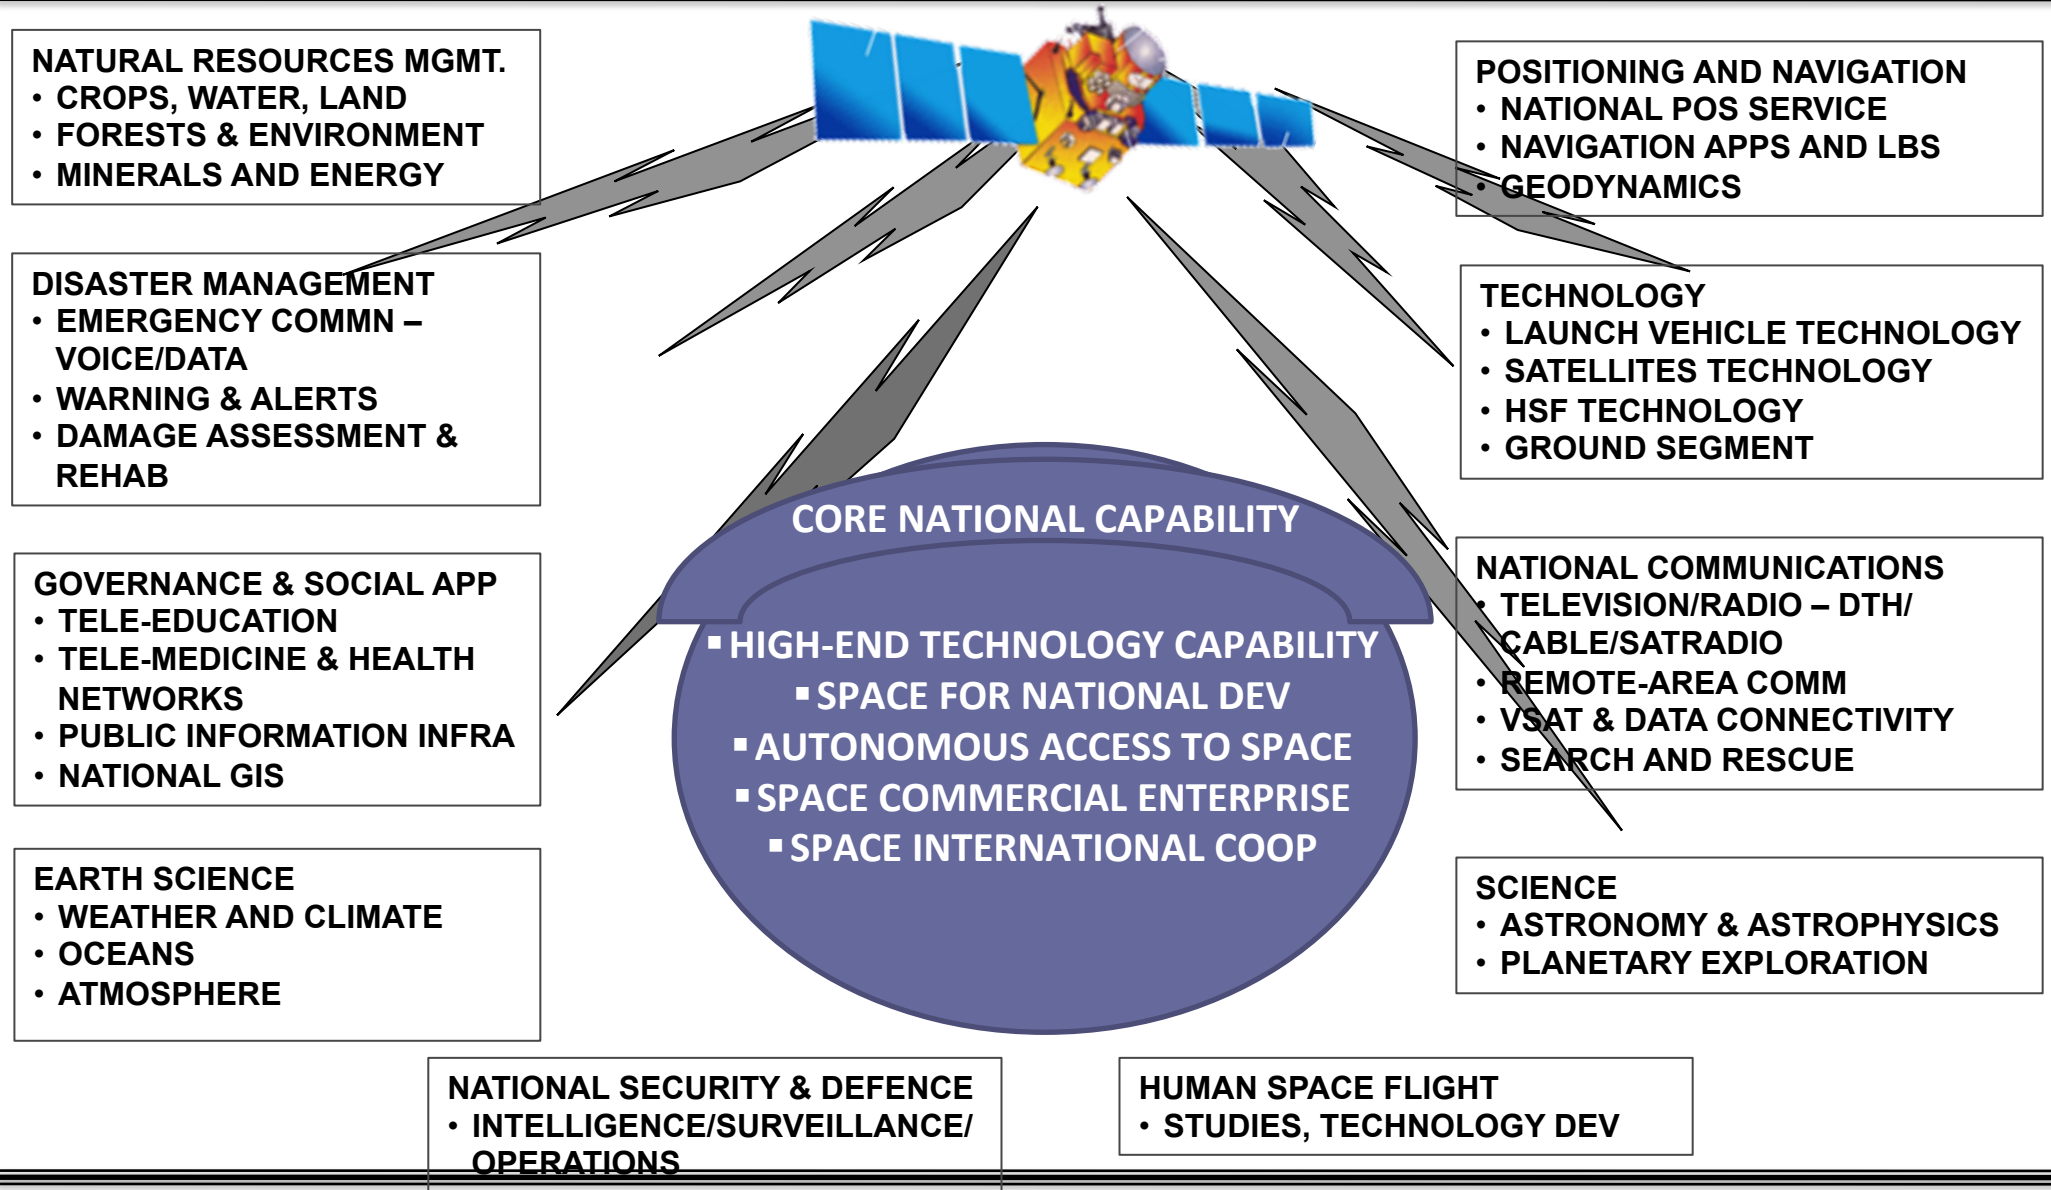 NATURAL RESOURCES MGMT.
• CROPS, WATER, LAND
• FORESTS & ENVIRONMENT
• MINERALS AND ENERGY
DISASTER MANAGEMENT
• EMERGENCY COMMN –
VOICE/DATA
• WARNING & ALERTS
• DAMAGE ASSESSMENT &
REHAB
GOVERNANCE & SOCIAL APP
• TELE-EDUCATION
• TELE-MEDICINE & HEALTH
NETWORKS
• PUBLIC INFORMATION INFRA
• NATIONAL GIS
EARTH SCIENCE
• WEATHER AND CLIMATE
• OCEANS
• ATMOSPHERE
CORE NATIONAL CAPABILITY
▪ HIGH-END TECHNOLOGY CAPABILITY
▪ SPACE FOR NATIONAL DEV
▪ AUTONOMOUS ACCESS TO SPACE
▪ SPACE COMMERCIAL ENTERPRISE
▪ SPACE INTERNATIONAL COOP
POSITIONING AND NAVIGATION
• NATIONAL POS SERVICE
• NAVIGATION APPS AND LBS
• GEODYNAMICS
TECHNOLOGY
• LAUNCH VEHICLE TECHNOLOGY
• SATELLITES TECHNOLOGY
• HSF TECHNOLOGY
• GROUND SEGMENT
NATIONAL COMMUNICATIONS
• TELEVISION/RADIO – DTH/
CABLE/SATRADIO
• REMOTE-AREA COMM
• VSAT & DATA CONNECTIVITY
• SEARCH AND RESCUE
SCIENCE
• ASTRONOMY & ASTROPHYSICS
• PLANETARY EXPLORATION
NATIONAL SECURITY & DEFENCE
• INTELLIGENCE/SURVEILLANCE/
OPERATIONS
HUMAN SPACE FLIGHT
• STUDIES, TECHNOLOGY DEV